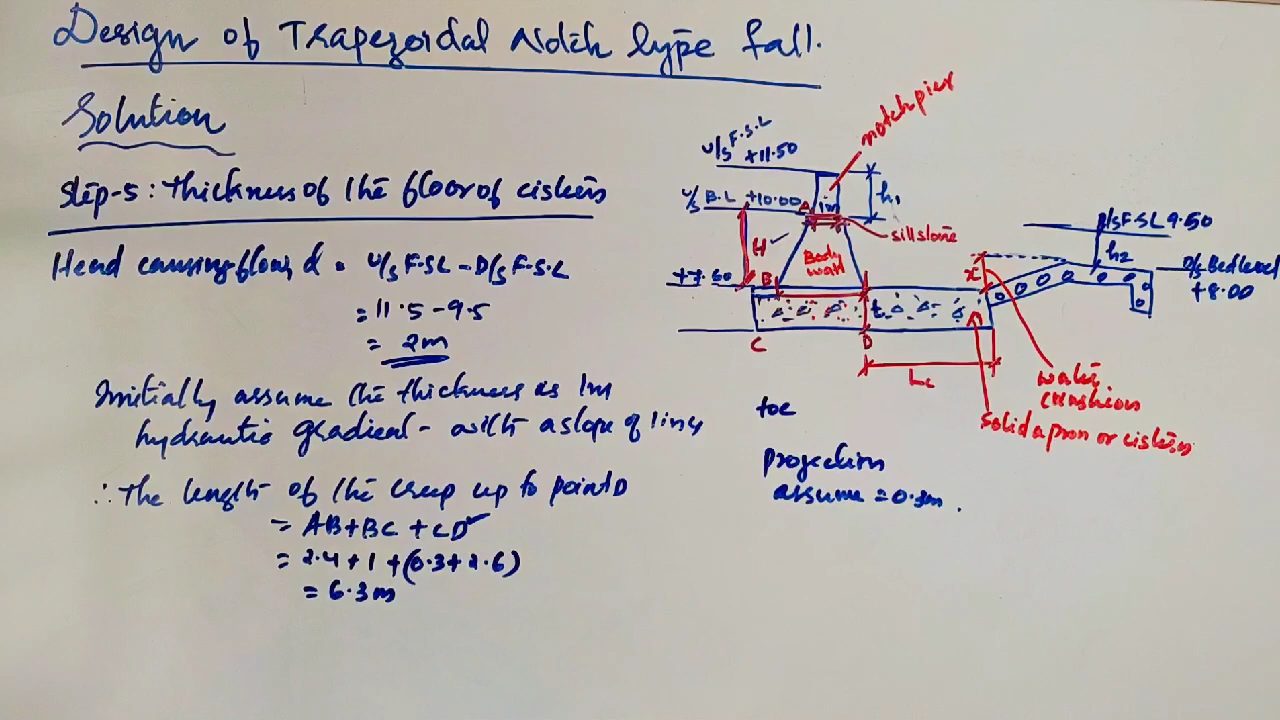 Design of Trapezoidal Notch type fall.
Solution
Step-5: thickness of the floor of cistern
Head causing flow, d = U/S F.S.L - D/S F.S.L
= 11.5 - 9.5
= 2m
Initially assume the thickness as 1m
hydraulic gradient - with a slope of
∴ the length of the creep up to point D
= AB + BC + CD
= 2.4 + 1 + (0.3 + 2.6)
= 6.3m
notch pier
U/S F.S.L
+11.50
U/S B.L +10.00 A 1m
h1
sill stone
H
Body
wall
B
+7.60
t
C
D
Lc
x
D/S F.S.L 9.50
h2
D/S Bed level
+8.00
water
cushion
Solid apron or cistern
toe
projection
assume = 0.3m.